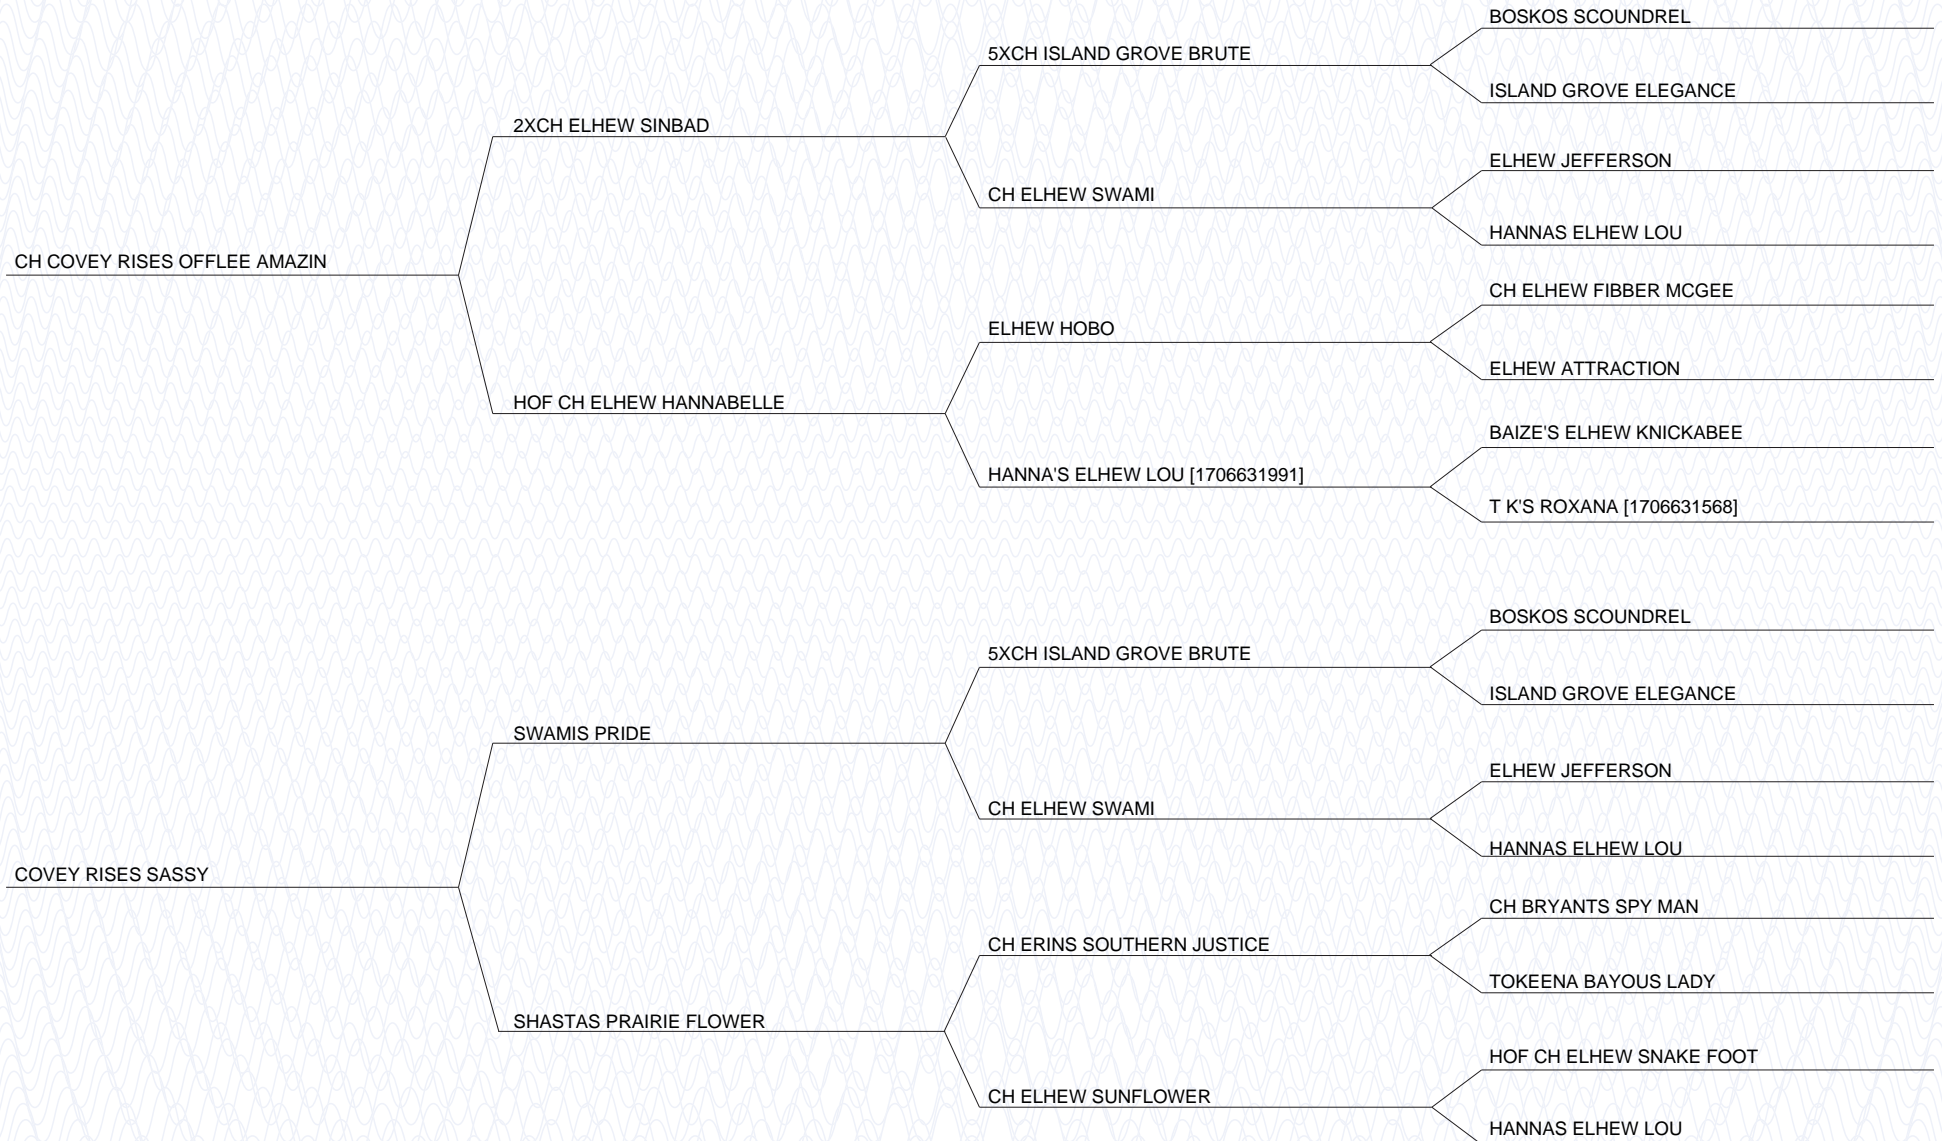 BOSKOS SCOUNDREL
5XCH ISLAND GROVE BRUTE
ISLAND GROVE ELEGANCE
2XCH ELHEW SINBAD
ELHEW JEFFERSON
CH ELHEW SWAMI
HANNAS ELHEW LOU
CH COVEY RISES OFFLEE AMAZIN
CH ELHEW FIBBER MCGEE
ELHEW HOBO
ELHEW ATTRACTION
HOF CH ELHEW HANNABELLE
BAIZE'S ELHEW KNICKABEE
HANNA'S ELHEW LOU [1706631991]
T K'S ROXANA [1706631568]
BOSKOS SCOUNDREL
5XCH ISLAND GROVE BRUTE
ISLAND GROVE ELEGANCE
SWAMIS PRIDE
ELHEW JEFFERSON
CH ELHEW SWAMI
HANNAS ELHEW LOU
COVEY RISES SASSY
CH BRYANTS SPY MAN
CH ERINS SOUTHERN JUSTICE
TOKEENA BAYOUS LADY
SHASTAS PRAIRIE FLOWER
HOF CH ELHEW SNAKE FOOT
CH ELHEW SUNFLOWER
HANNAS ELHEW LOU